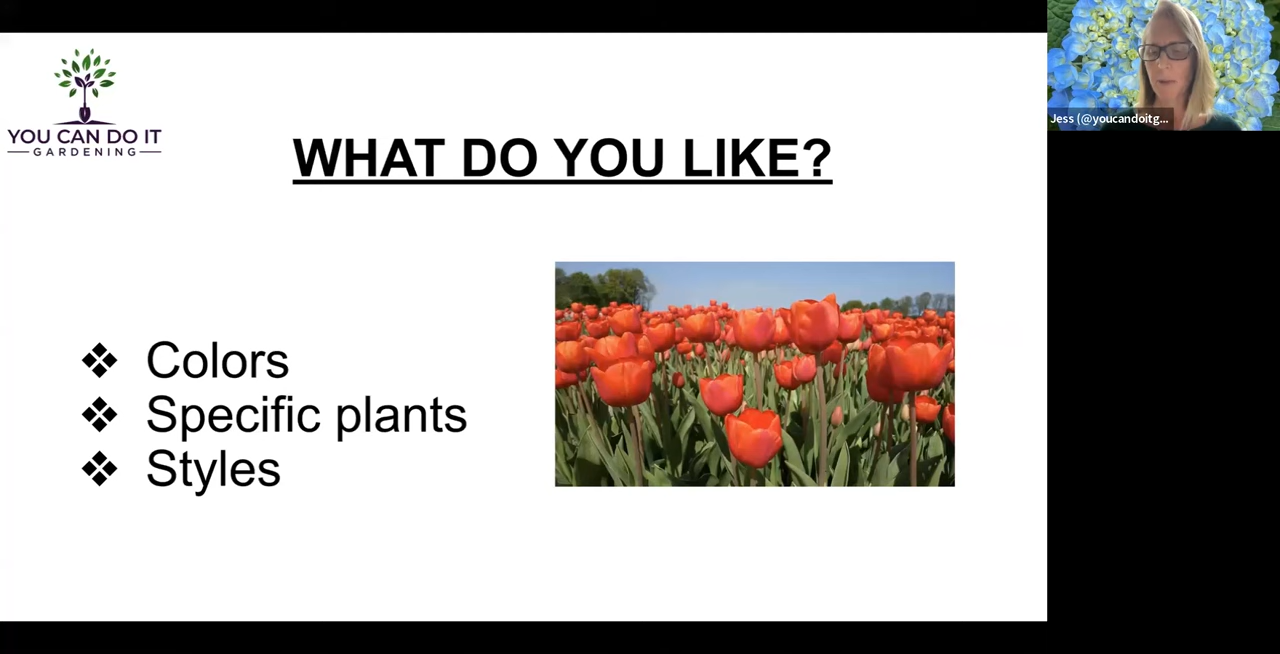 YOU CAN DO IT
GARDENING
Jess (@youcandoitg...
WHAT DO YOU LIKE?
❖ Colors
❖ Specific plants
❖ Styles